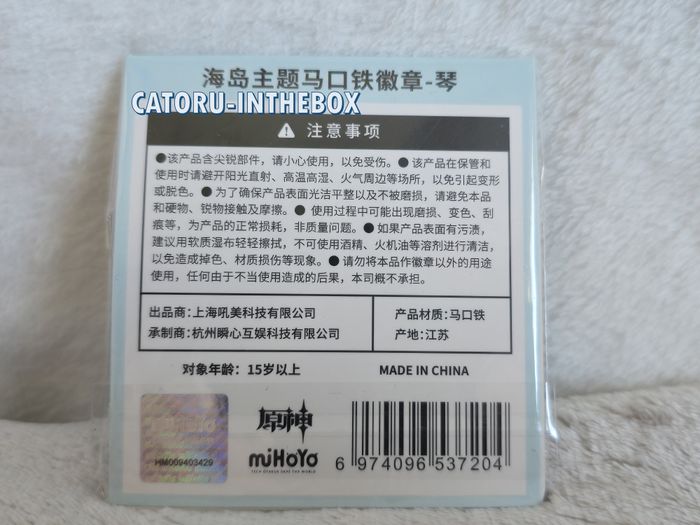 海岛主题马口铁徽章-琴
CATORU-INTHEBOX
注意事项
●该产品含尖锐部件，请小心使用，以免受伤。● 该产品在保管和
使用时请避开阳光直射、高温高湿、火气周边等场所，以免引起变形
或脱色。● 为了确保产品表面光洁平整以及不被磨损，请避免本品
和硬物、锐物接触及摩擦。● 使用过程中可能出现磨损、变色、刮
痕等，为产品的正常损耗，非质量问题。● 如果产品表面有污渍，
建议用软质湿布轻轻擦拭，不可使用酒精、火机油等溶剂进行清洁，
以免造成掉色、材质损伤等现象。● 请勿将本品作徽章以外的用途
使用，任何由于不当使用造成的后果，本司概不承担。
出品商：上海吼美科技有限公司
承制商：杭州瞬心互娱科技有限公司
产品材质：马口铁
产地：江苏
对象年龄：15岁以上
MADE IN CHINA
HM009403429
原神
miHoYo
TECH OTAKUS SAVE THE WORLD
6 974096 537204